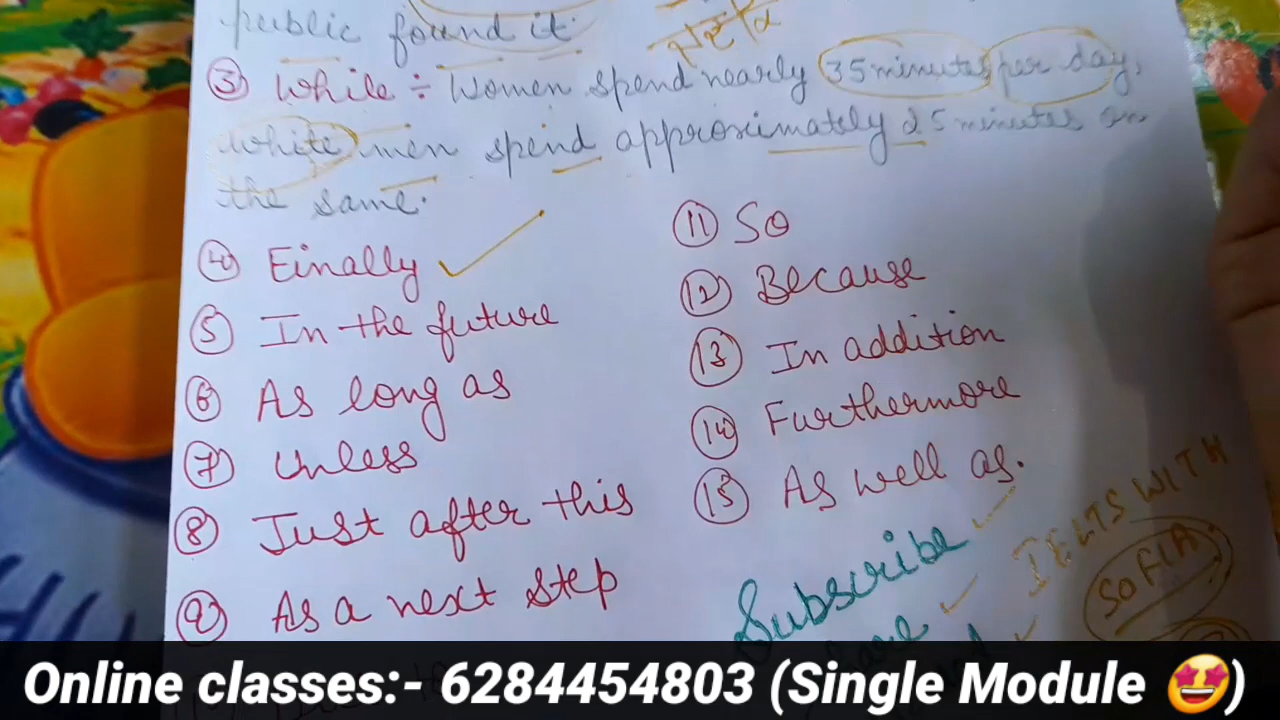 public found it.
③ While ÷ Women spend nearly 35 minutes per day,
while men spend approximately 25 minutes on
the same.
④ Finally
⑤ In the future
⑥ As long as
⑦ Unless
⑧ Just after this
⑨ As a next step
⑪ So
⑫ Because
⑬ In addition
⑭ Furthermore
⑮ As well as.
Subscribe
IELTS WITH
SOFIA
Online classes:- 6284454803 (Single Module 🤩)